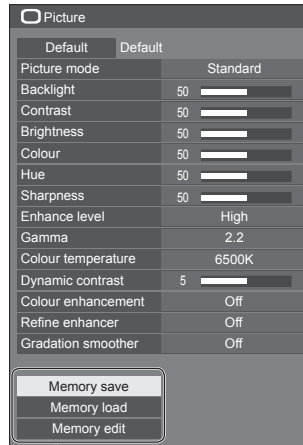 Picture
Default Default
Picture mode Standard
Backlight 50
Contrast 50
Brightness 50
Colour 50
Hue 50
Sharpness 50
Enhance level High
Gamma 2.2
Colour temperature 6500K
Dynamic contrast 5
Colour enhancement Off
Refine enhancer Off
Gradation smoother Off
Memory save
Memory load
Memory edit